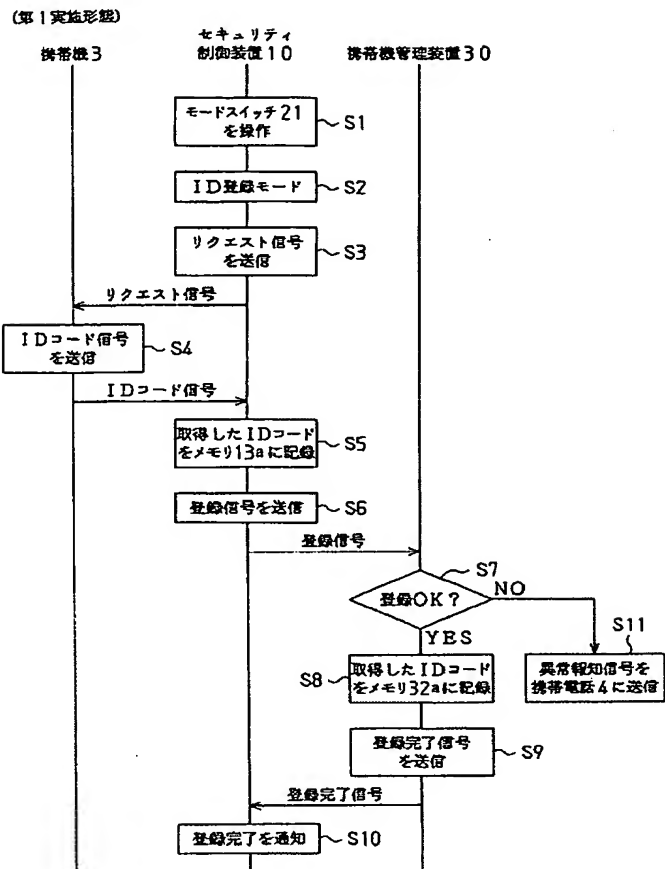 (第1実施形態)
携帯機3
セキュリティ
制御装置10
携帯機管理装置30
モードスイッチ21
を操作
S1
ID登録モード
S2
リクエスト信号
を送信
S3
リクエスト信号
IDコード信号
を送信
S4
IDコード信号
取得したIDコード
をメモリ13aに記録
S5
登録信号を送信
S6
登録信号
S7
登録OK?
NO
YES
S11
S8
取得したIDコード
をメモリ32aに記録
異常報知信号を
携帯電話4に送信
登録完了信号
を送信
S9
登録完了信号
登録完了を通知
S10